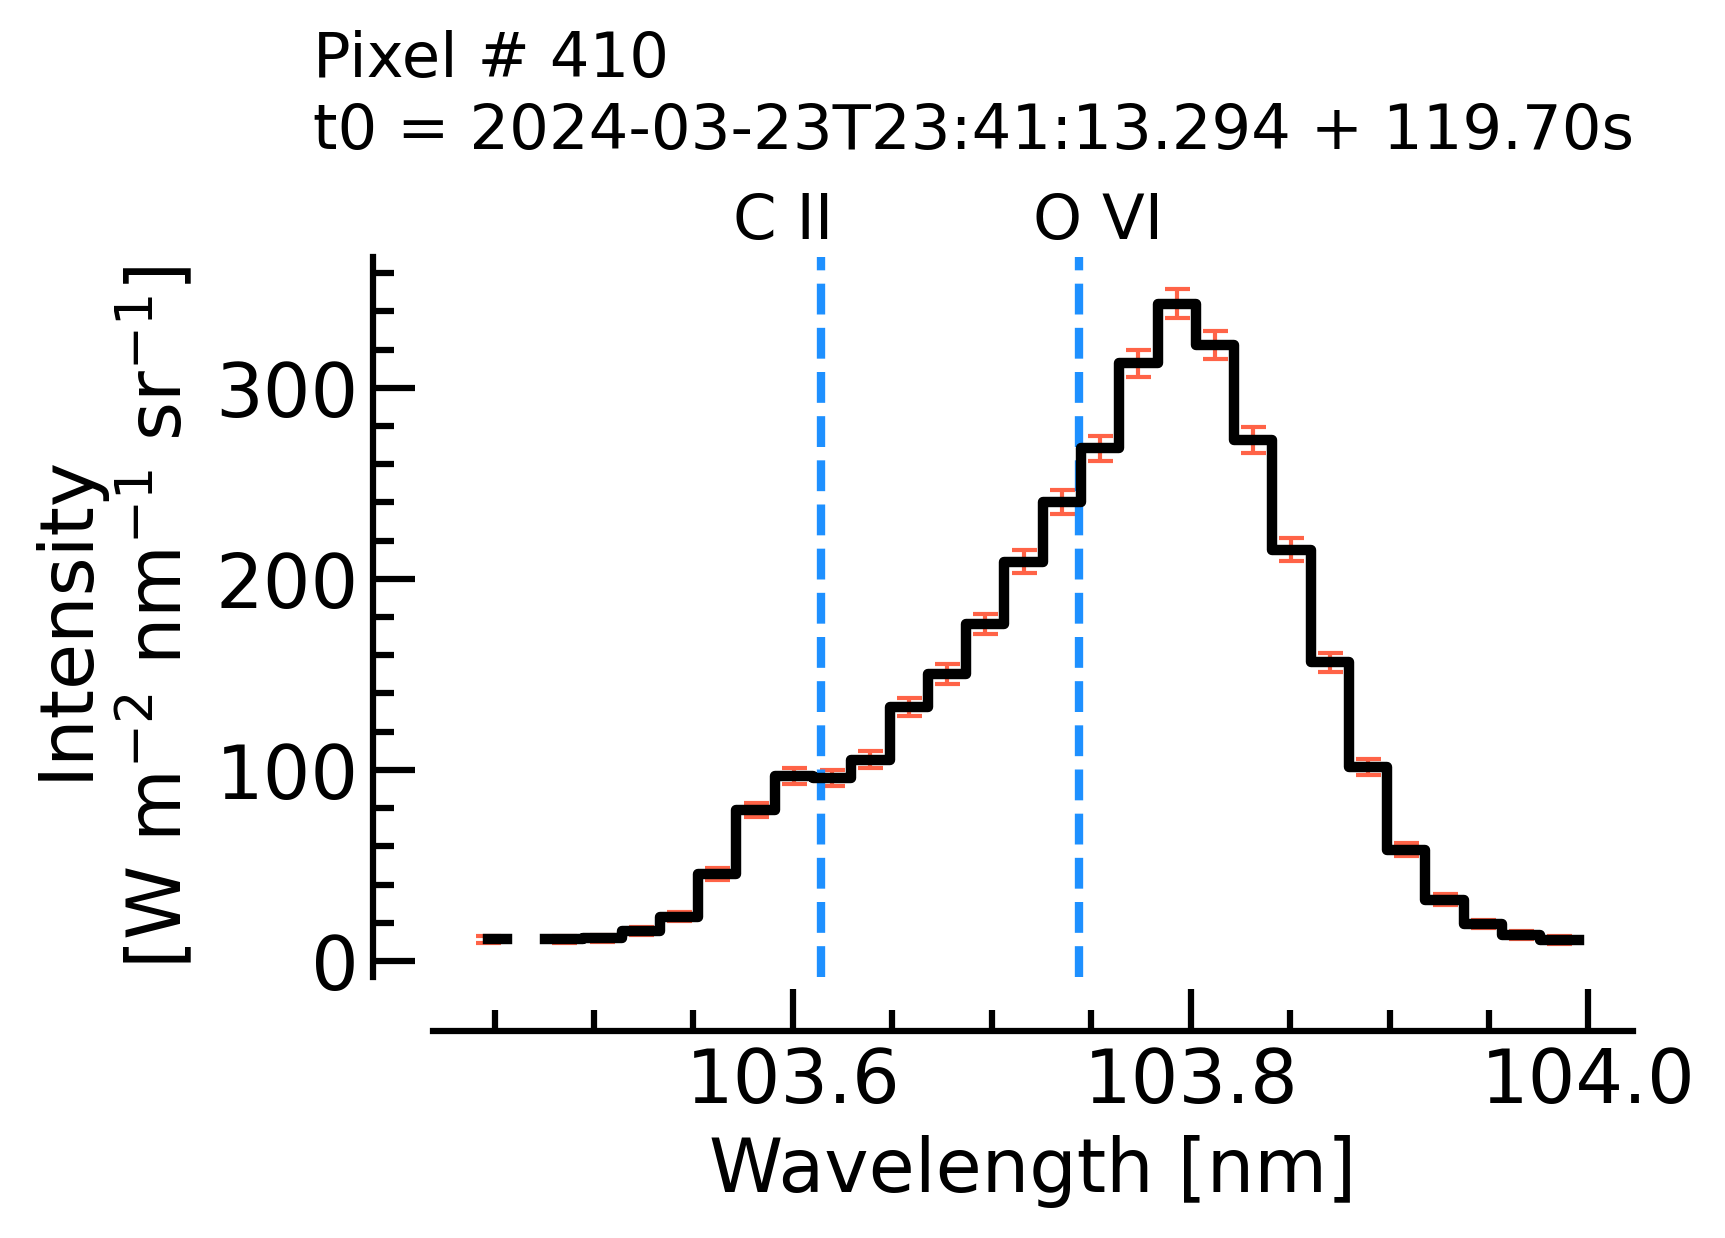 Pixel # 410
t0 = 2024-03-23T23:41:13.294 + 119.70s
C II
O VI
Intensity
[W m⁻² nm⁻¹ sr⁻¹]
300
200
100
0
103.6
103.8
104.0
Wavelength [nm]